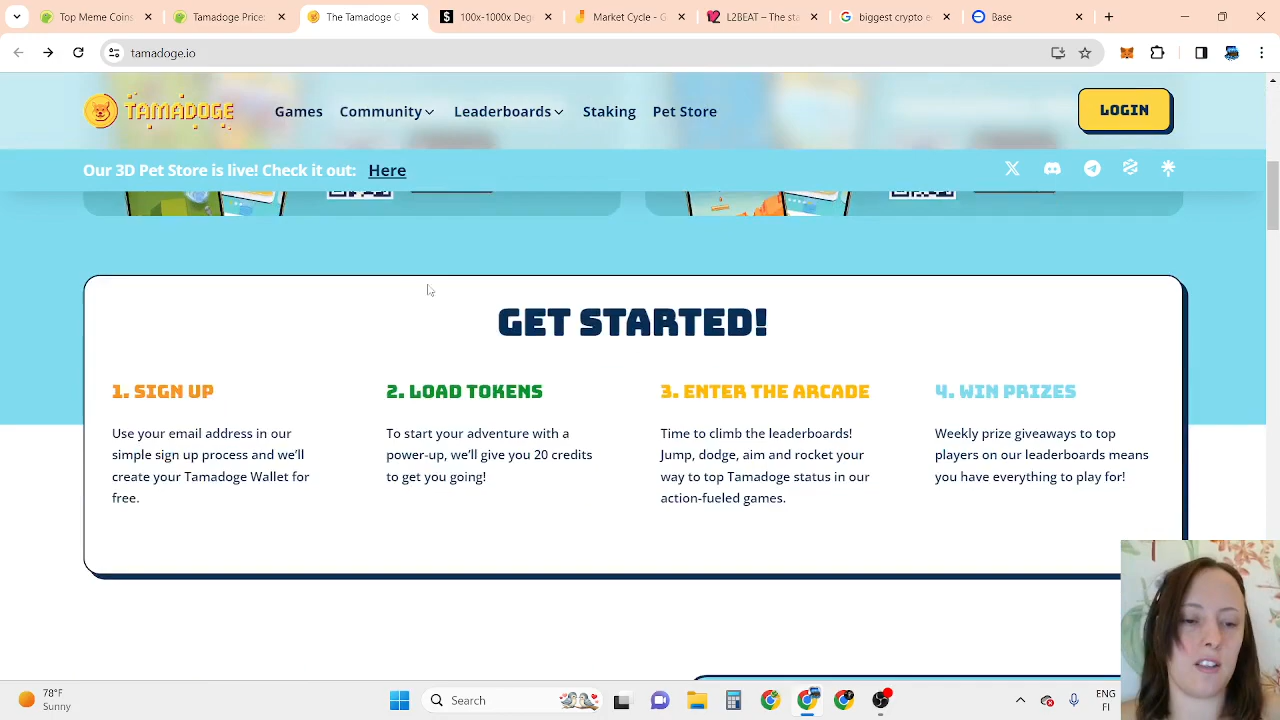 Top Meme Coins
Tamadoge Price
The Tamadoge G
100x-1000x Degr
Market Cycle - G
L2BEAT – The sta
biggest crypto e
Base
tamadoge.io
TAMADOGE
Games
Community
Leaderboards
Staking
Pet Store
LOGIN
Our 3D Pet Store is live! Check it out: Here
GET STARTED!
1. SIGN UP
Use your email address in our
simple sign up process and we'll
create your Tamadoge Wallet for
free.
2. LOAD TOKENS
To start your adventure with a
power-up, we'll give you 20 credits
to get you going!
3. ENTER THE ARCADE
Time to climb the leaderboards!
Jump, dodge, aim and rocket your
way to top Tamadoge status in our
action-fueled games.
4. WIN PRIZES
Weekly prize giveaways to top
players on our leaderboards means
you have everything to play for!
78°F
Sunny
Search
ENG
FI